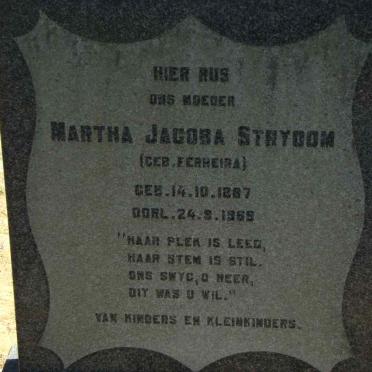 HIER RUS
ONS MOEDER
MARTHA JACOBA STRYDOM
(GEB. FERREIRA)
GEB. 14.10.1887
OORL. 24.9.1969
"HAAR PLEK IS LEEG,
HAAR STEM IS STIL.
ONS SWYG, O HEER,
DIT WAS U WIL."
VAN KINDERS EN KLEINKINDERS.